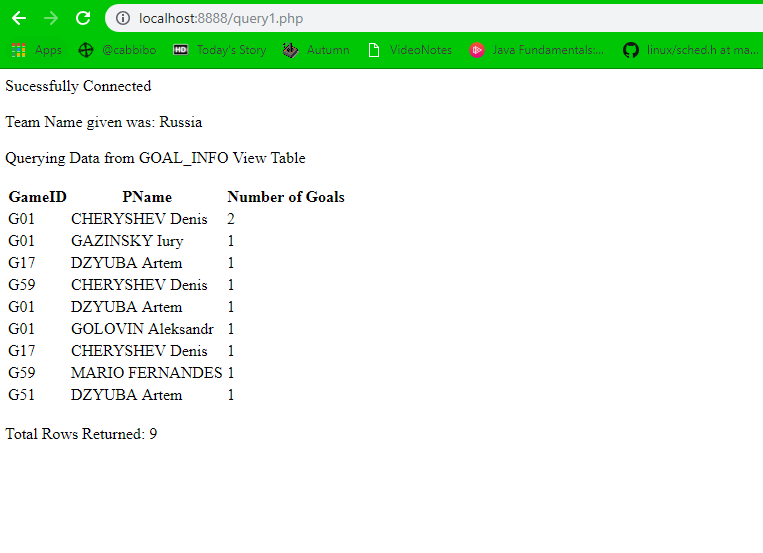 localhost:8888/query1.php
Apps @cabbibo HD Today's Story Autumn VideoNotes Java Fundamentals:... linux/sched.h at ma...
Sucessfully Connected
Team Name given was: Russia
Querying Data from GOAL_INFO View Table
GameID PName Number of Goals
G01 CHERYSHEV Denis 2
G01 GAZINSKY Iury 1
G17 DZYUBA Artem 1
G59 CHERYSHEV Denis 1
G01 DZYUBA Artem 1
G01 GOLOVIN Aleksandr 1
G17 CHERYSHEV Denis 1
G59 MARIO FERNANDES 1
G51 DZYUBA Artem 1
Total Rows Returned: 9